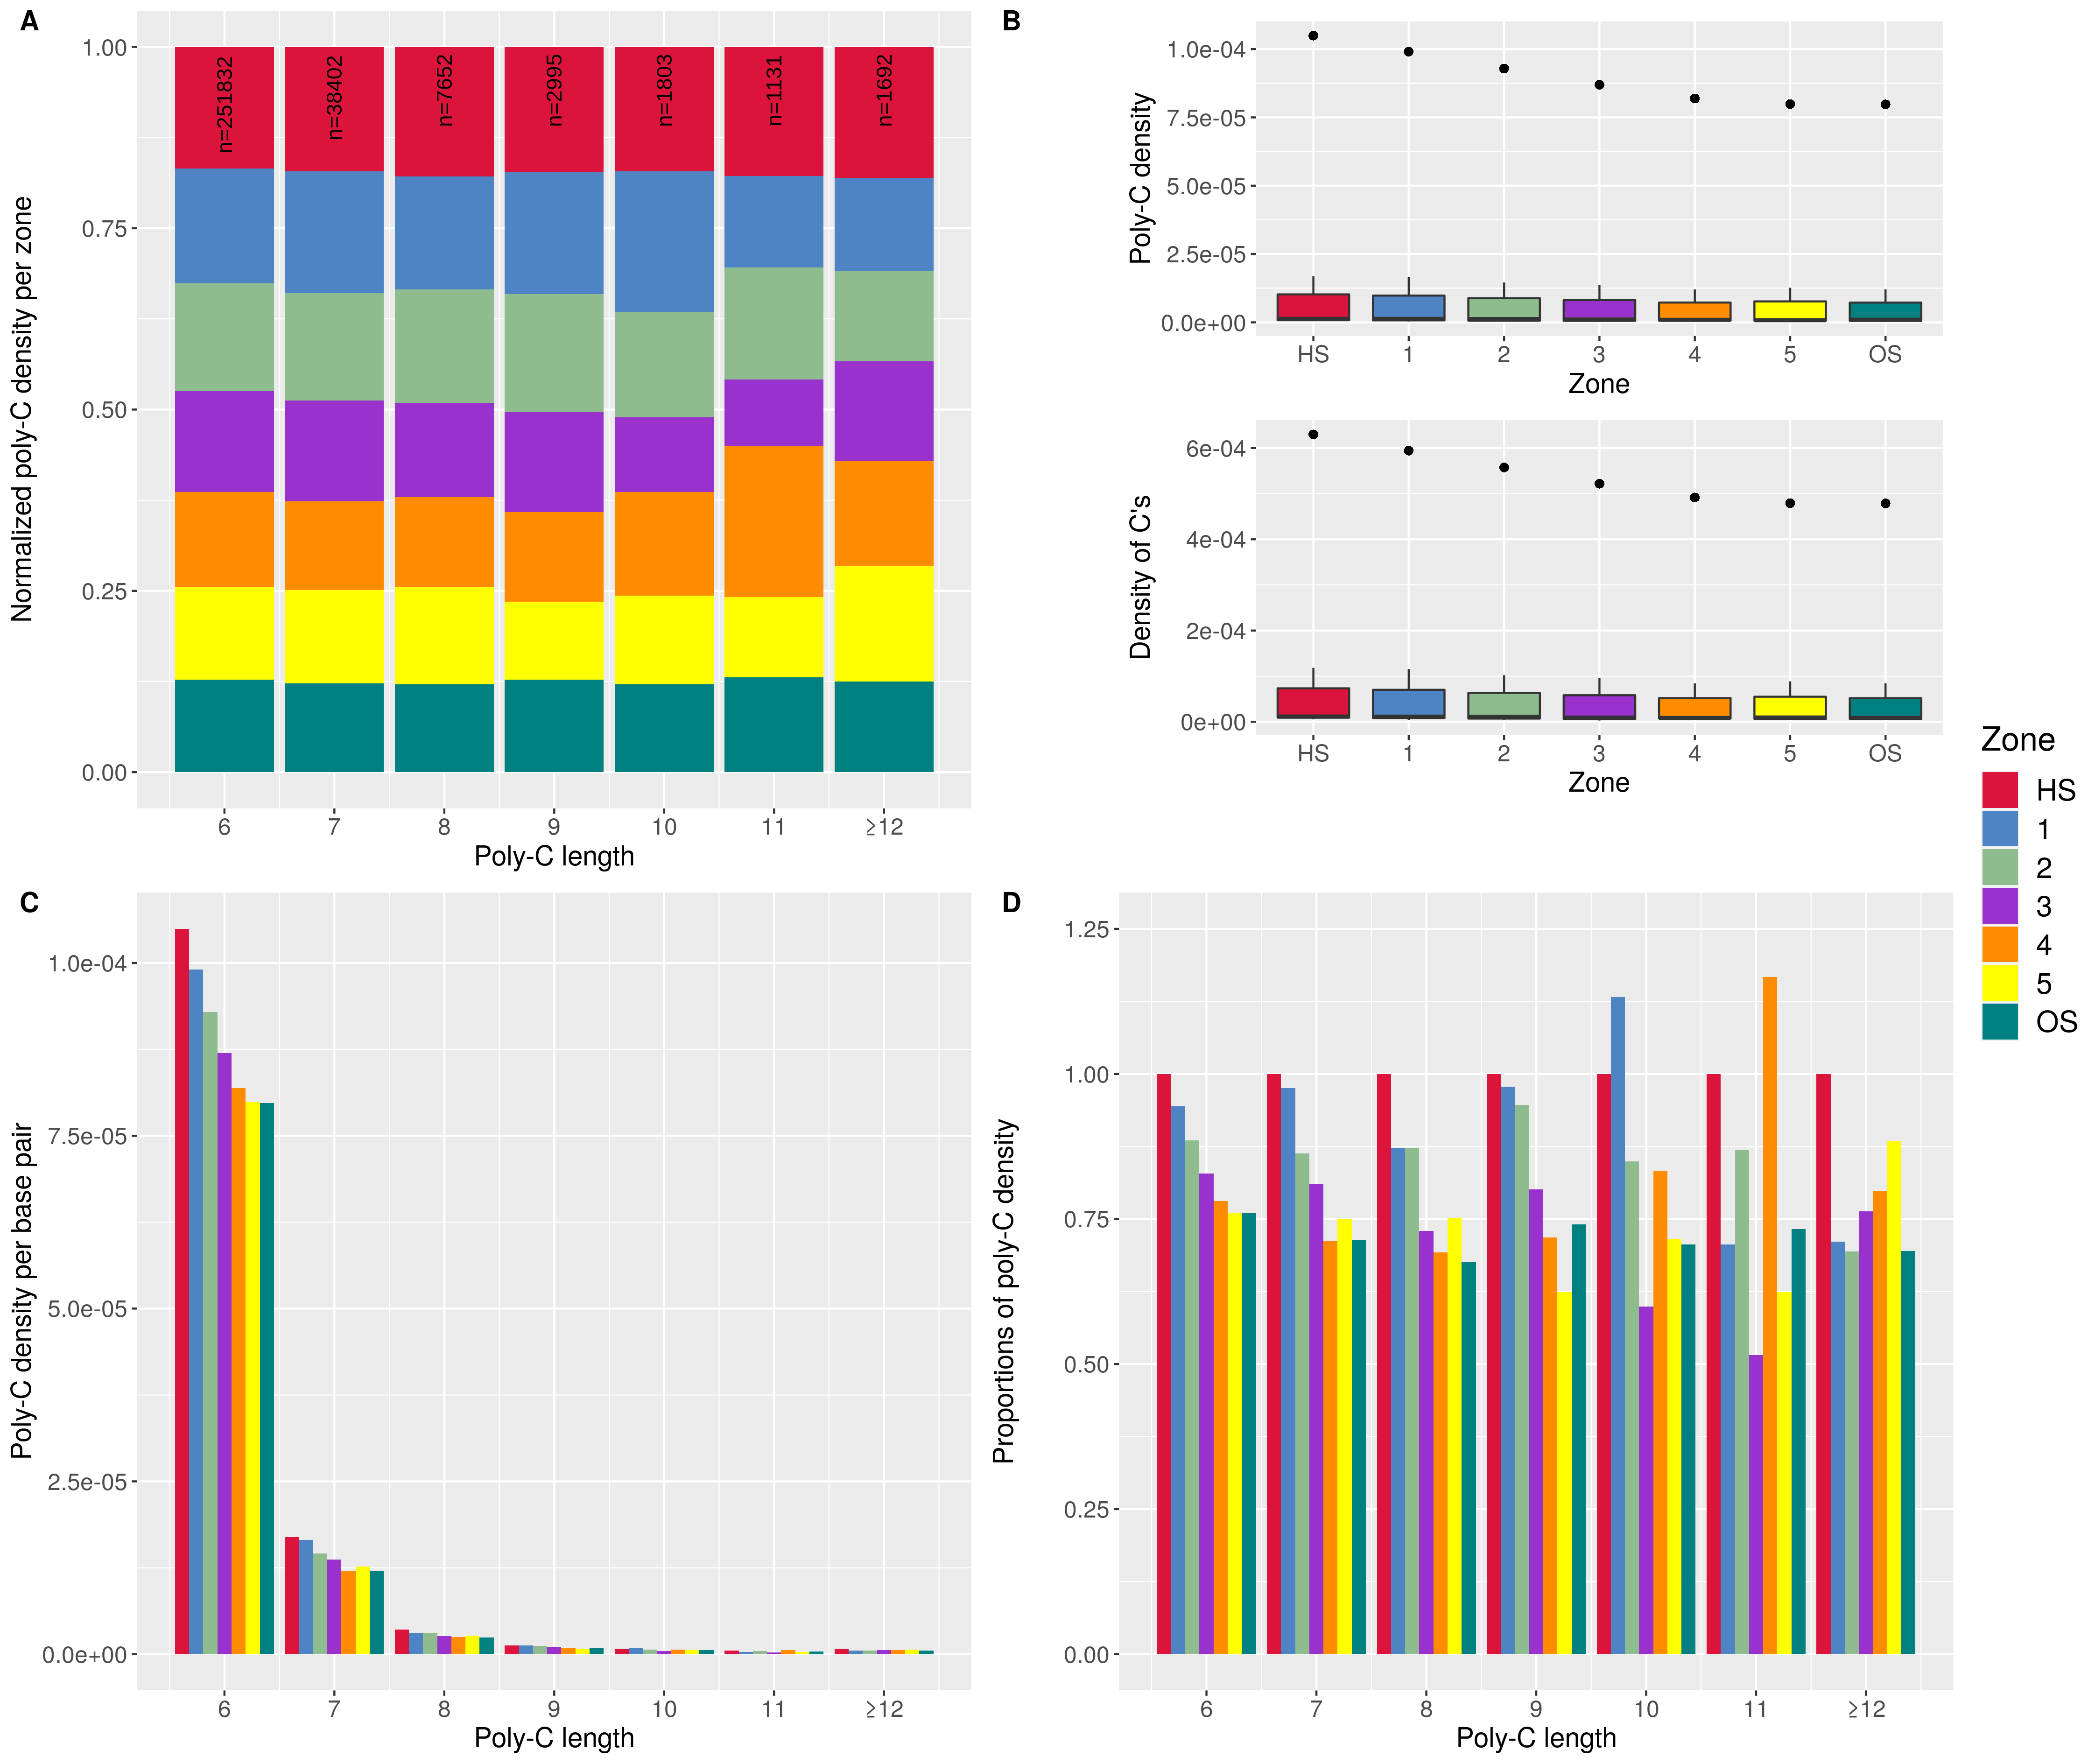 A
Normalized poly-C density per zone
1.00
0.75
0.50
0.25
0.00
n=251832
n=38402
n=7652
n=2995
n=1803
n=1131
n=1692
6 7 8 9 10 11 ≥12
Poly-C length
B
Poly-C density
1.0e-04
7.5e-05
5.0e-05
2.5e-05
0.0e+00
HS 1 2 3 4 5 OS
Zone
Density of C's
6e-04
4e-04
2e-04
0e+00
HS 1 2 3 4 5 OS
Zone
C
Poly-C density per base pair
1.0e-04
7.5e-05
5.0e-05
2.5e-05
0.0e+00
6 7 8 9 10 11 ≥12
Poly-C length
D
Proportions of poly-C density
1.25
1.00
0.75
0.50
0.25
0.00
6 7 8 9 10 11 ≥12
Poly-C length
Zone
HS
1
2
3
4
5
OS